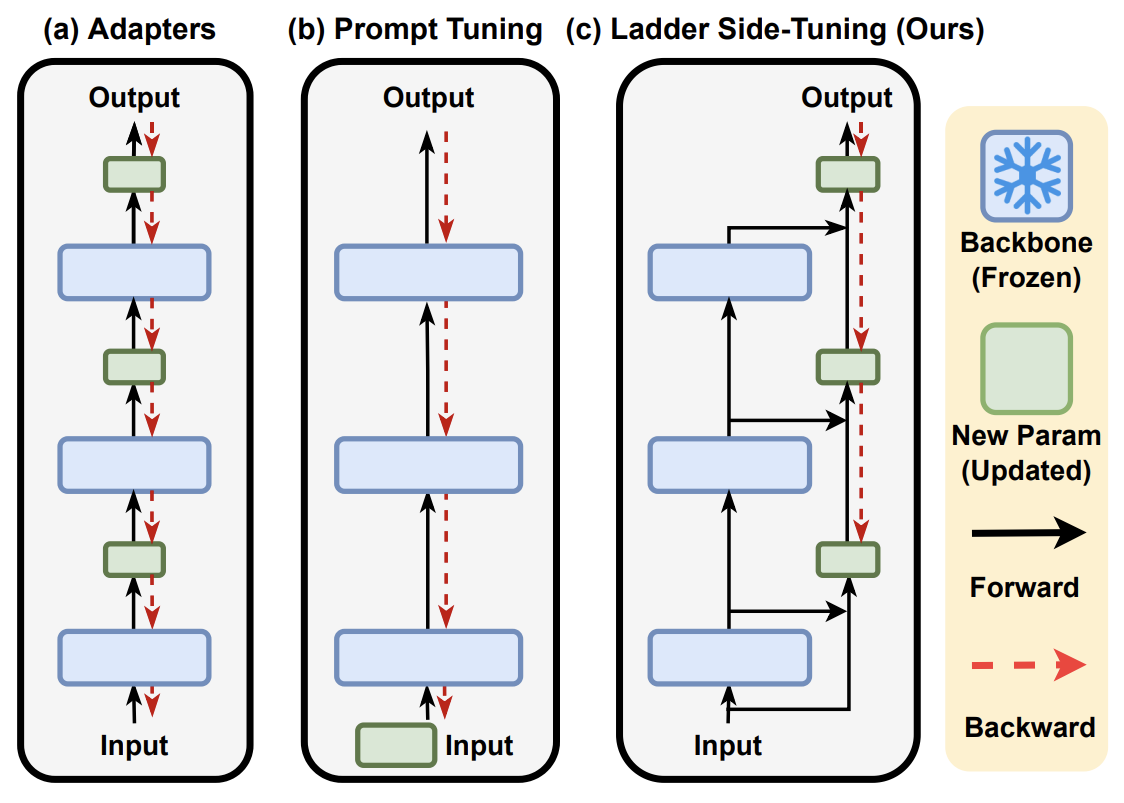 (a) Adapters
(b) Prompt Tuning
(c) Ladder Side-Tuning (Ours)
Output
Input
Output
Input
Output
Input
Backbone
(Frozen)
New Param
(Updated)
Forward
Backward